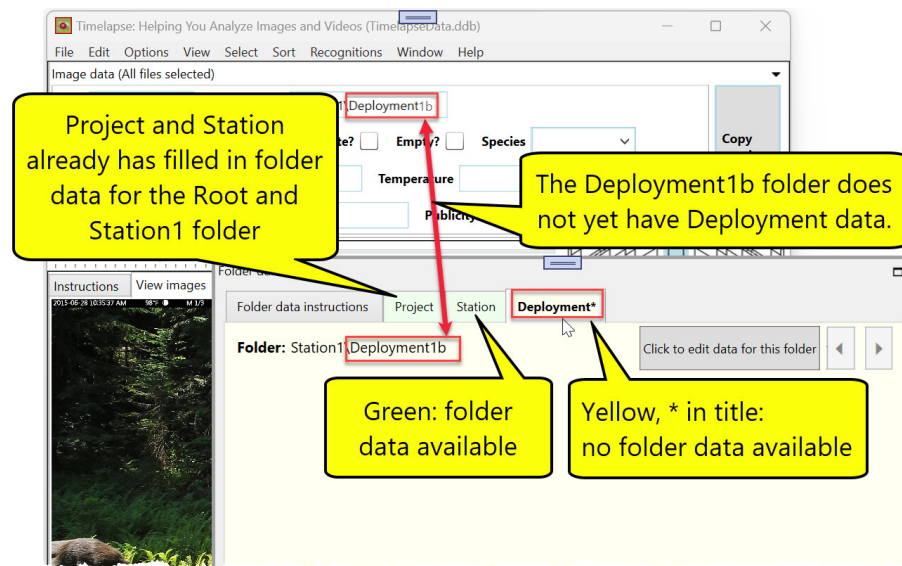 Timelapse: Helping You Analyze Images and Videos (TimelapseData.ddb)
File Edit Options View Select Sort Recognitions Window Help
Image data (All files selected)
\Deployment1b
Empty? Species
Copy
Temperature
Project and Station
already has filled in folder
data for the Root and
Station1 folder
The Deployment1b folder does
not yet have Deployment data.
Instructions View images
2015-06-28 10:35:37 AM 98°F M 1/3
Folder data instructions Project Station Deployment*
Folder: Station1\Deployment1b
Click to edit data for this folder
Green: folder
data available
Yellow, * in title:
no folder data available